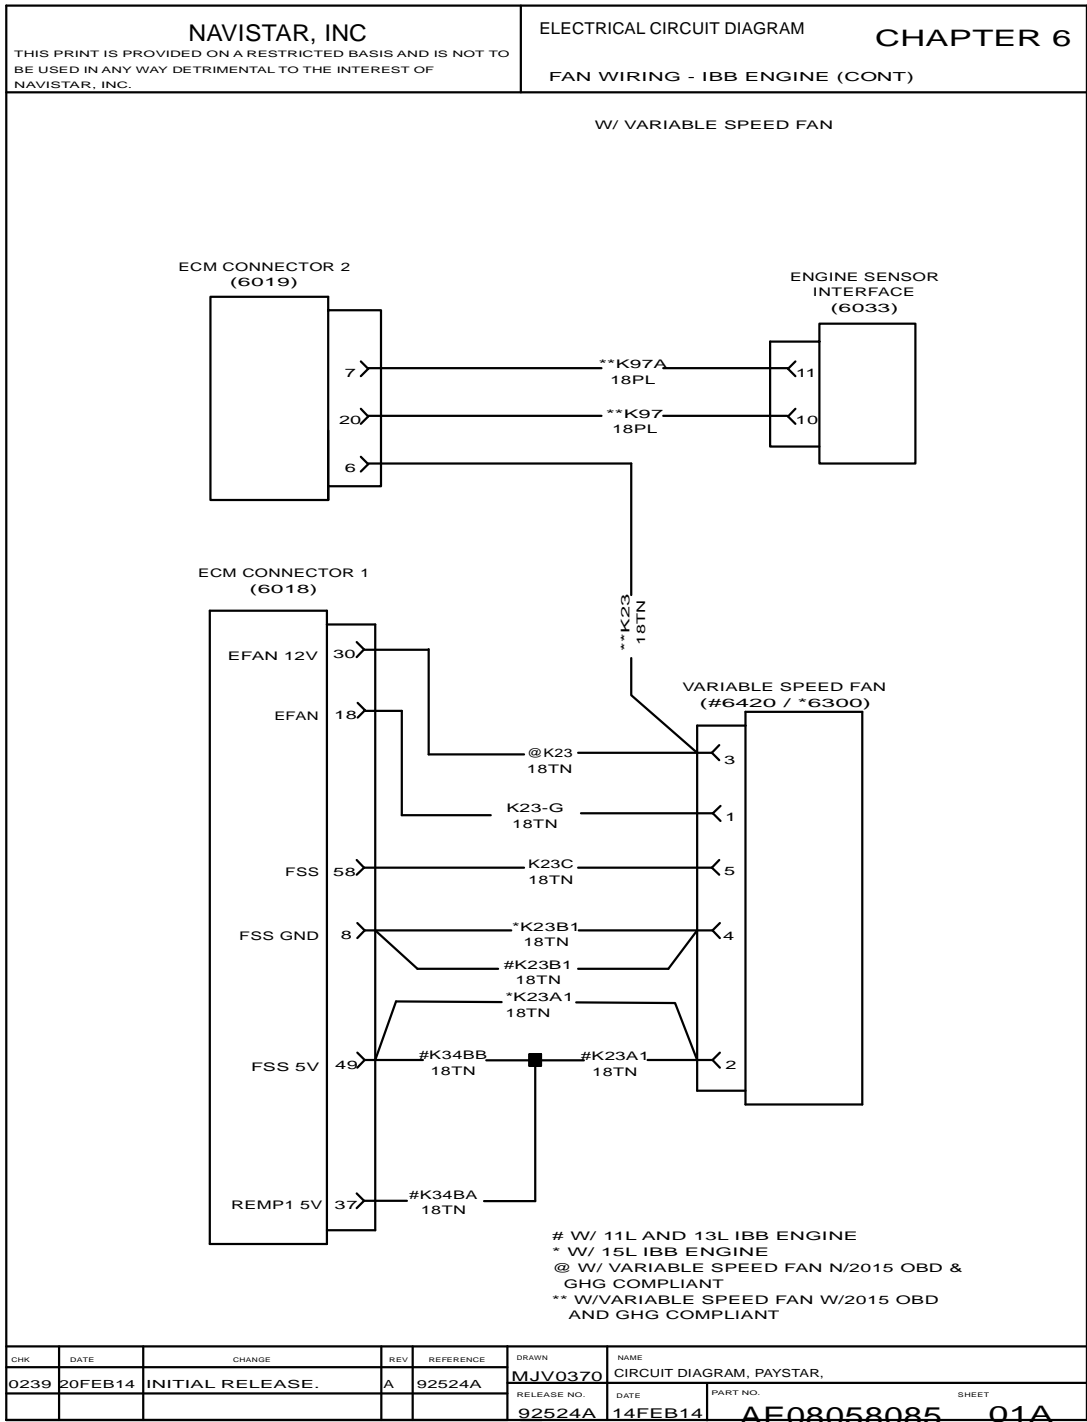 NAVISTAR, INC
THIS PRINT IS PROVIDED ON A RESTRICTED BASIS AND IS NOT TO
BE USED IN ANY WAY DETRIMENTAL TO THE INTEREST OF
NAVISTAR, INC.
ELECTRICAL CIRCUIT DIAGRAM
CHAPTER 6
FAN WIRING - IBB ENGINE (CONT)
W/ VARIABLE SPEED FAN
ECM CONNECTOR 2
(6019)
ENGINE SENSOR
INTERFACE
(6033)
7
**K97A
18PL
11
20
**K97
18PL
10
6
**K23
18TN
ECM CONNECTOR 1
(6018)
VARIABLE SPEED FAN
(#6420 / *6300)
EFAN 12V 30
EFAN 18
@K23
18TN
3
K23-G
18TN
1
FSS 58
K23C
18TN
5
FSS GND 8
*K23B1
18TN
4
#K23B1
18TN
*K23A1
18TN
FSS 5V 49
#K34BB
18TN
#K23A1
18TN
2
REMP1 5V 37
#K34BA
18TN
# W/ 11L AND 13L IBB ENGINE
* W/ 15L IBB ENGINE
@ W/ VARIABLE SPEED FAN N/2015 OBD &
GHG COMPLIANT
** W/VARIABLE SPEED FAN W/2015 OBD
AND GHG COMPLIANT
CHK DATE CHANGE REV REFERENCE
0239 20FEB14 INITIAL RELEASE. A 92524A
DRAWN
MJV0370
NAME
CIRCUIT DIAGRAM, PAYSTAR,
RELEASE NO.
92524A
DATE
14FEB14
PART NO.
AF08058085
SHEET
01A